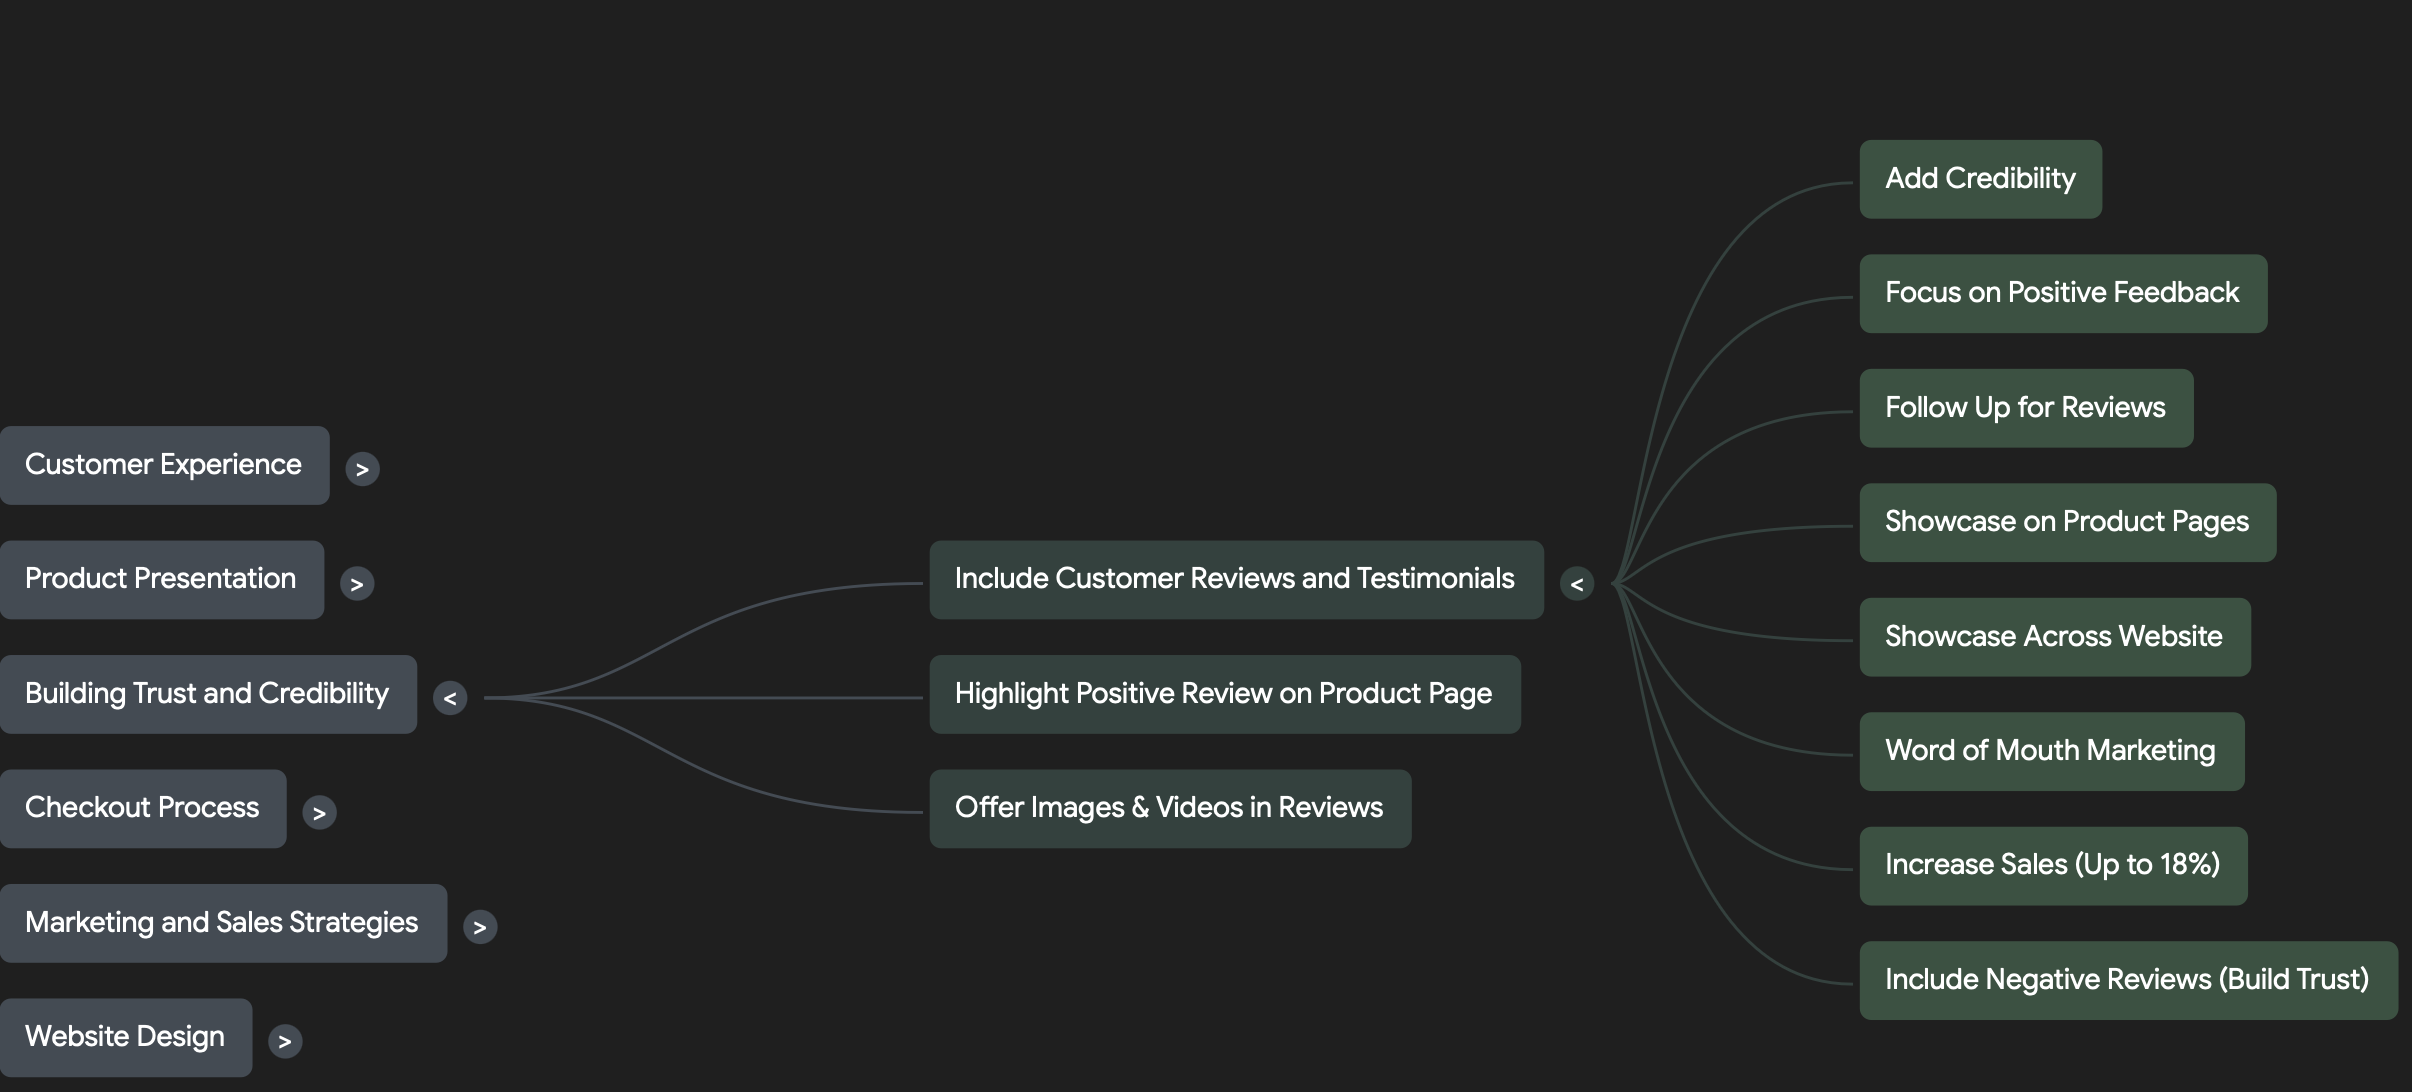 Customer Experience >
Product Presentation >
Building Trust and Credibility <
Checkout Process >
Marketing and Sales Strategies >
Website Design >
Include Customer Reviews and Testimonials <
Highlight Positive Review on Product Page
Offer Images & Videos in Reviews
Add Credibility
Focus on Positive Feedback
Follow Up for Reviews
Showcase on Product Pages
Showcase Across Website
Word of Mouth Marketing
Increase Sales (Up to 18%)
Include Negative Reviews (Build Trust)